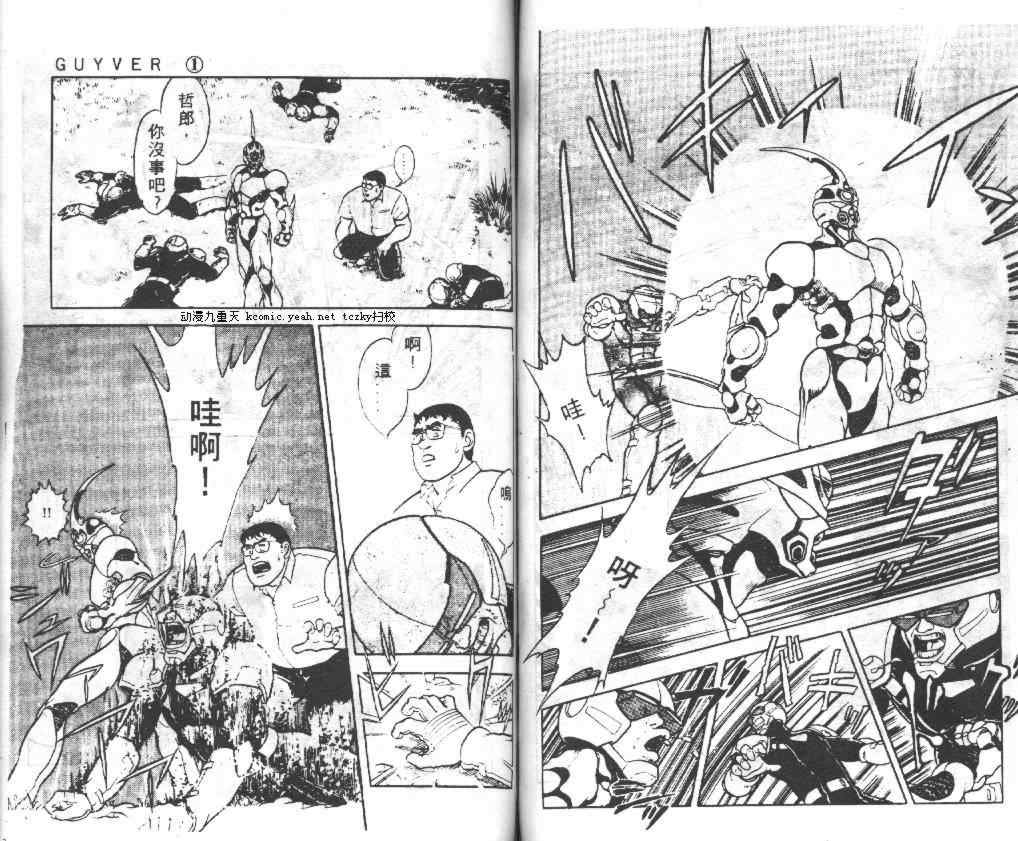 GUYVER ①
哲郎，
你沒事吧？
…
动漫九重天 kcomic.yeah.net tczky扫校
啊！
這……
嗚
哇啊！
!!
哇！
呀~~！